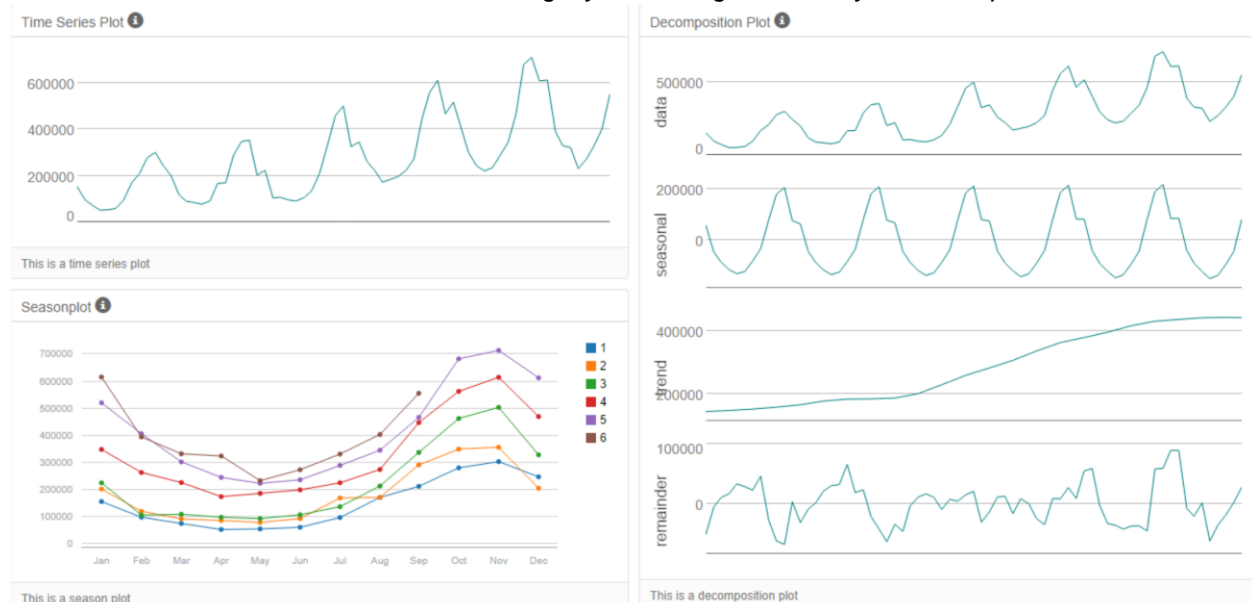 Time Series Plot
600000
400000
200000
0
This is a time series plot
Seasonplot
700000
600000
500000
400000
300000
200000
100000
0
Jan Feb Mar Apr May Jun Jul Aug Sep Oct Nov Dec
1
2
3
4
5
6
This is a season plot
Decomposition Plot
500000
0
data
200000
0
seasonal
400000
200000
trend
100000
0
remainder
This is a decomposition plot